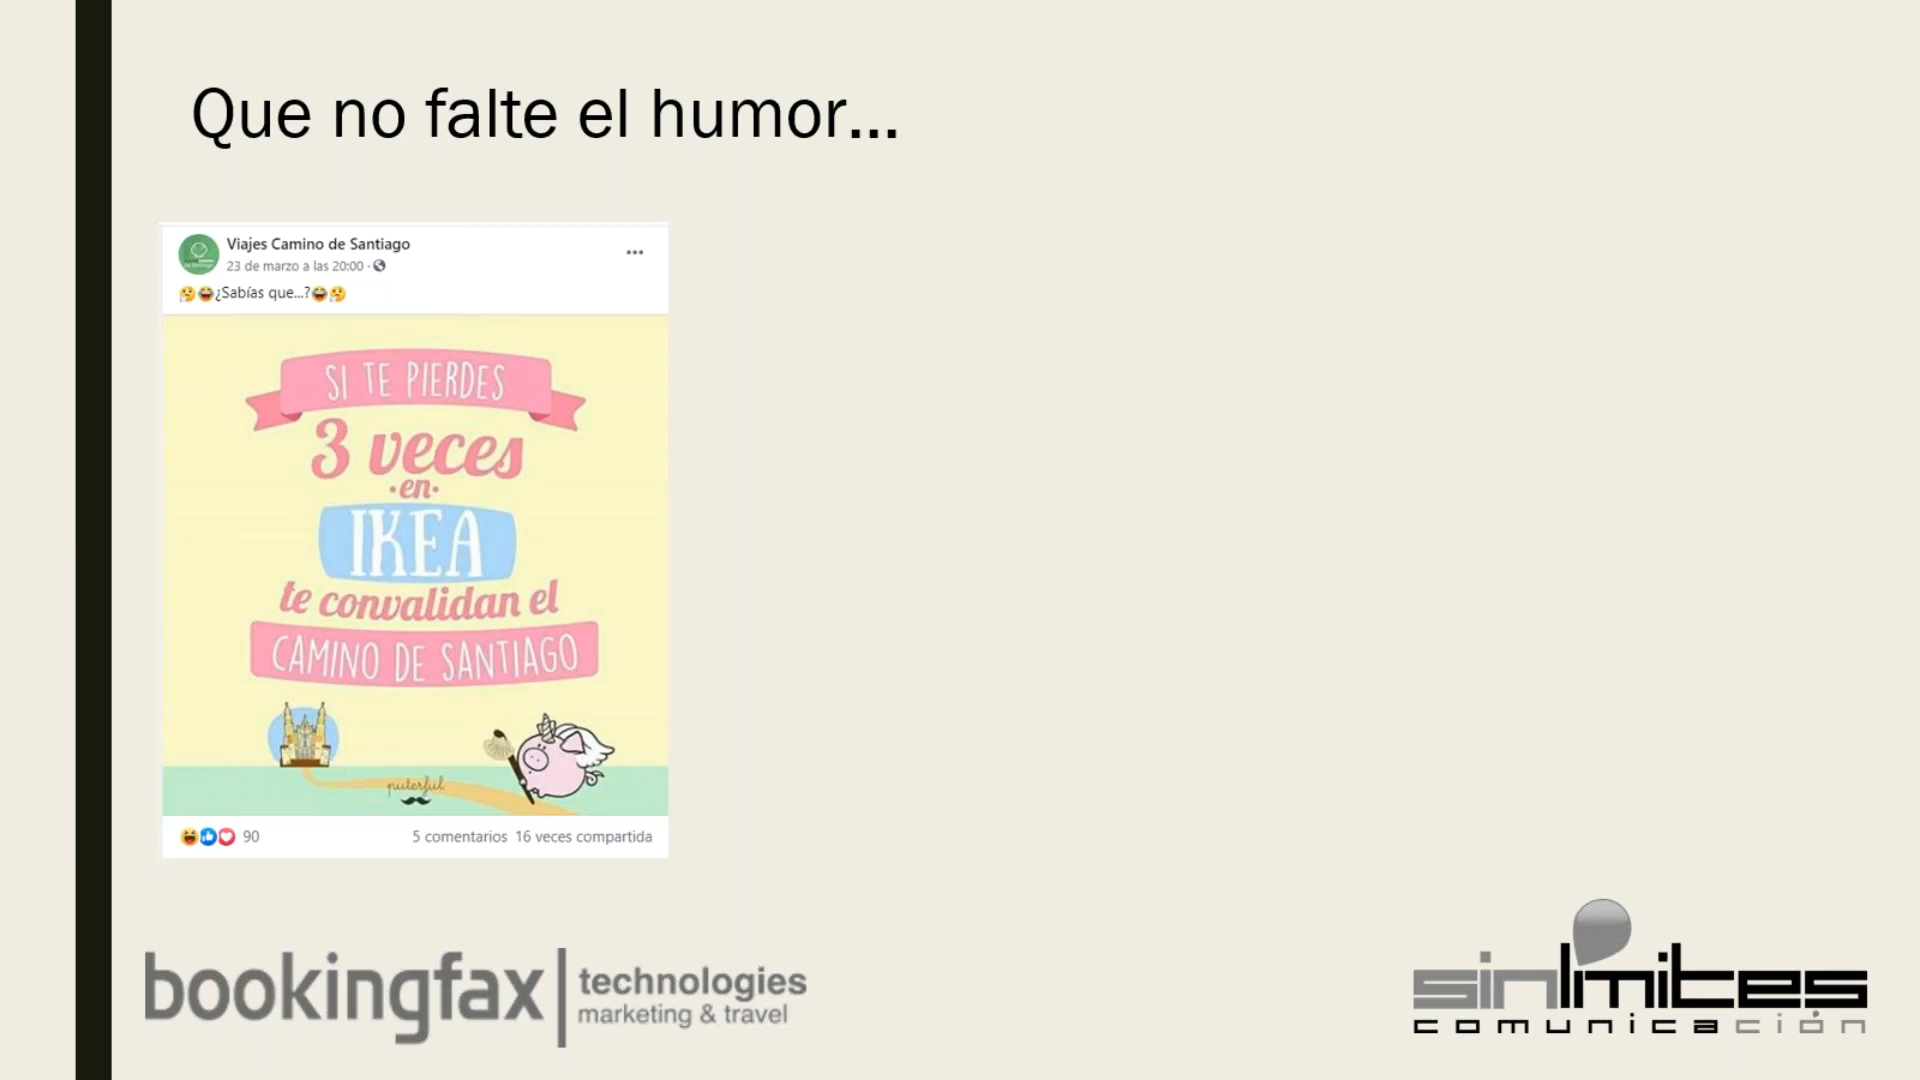 Que no falte el humor...
Viajes Camino de Santiago
23 de marzo a las 20:00 ·
🤔😂¿Sabías que...?😂🤔
SI TE PIERDES
3 veces
·en·
IKEA
te convalidan el
CAMINO DE SANTIAGO
puterful
90
5 comentarios 16 veces compartida
bookingfax
technologies
marketing & travel
sinlimites
comunicación